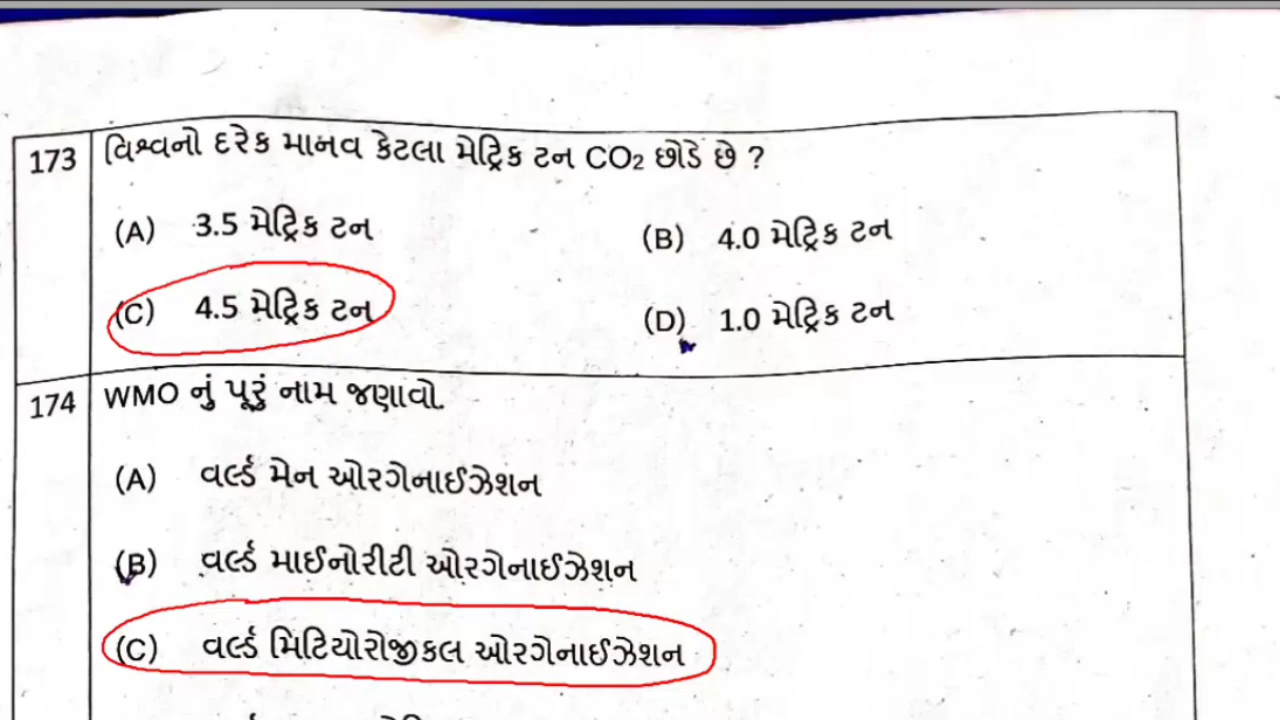 173 વિશ્વનો દરેક માનવ કેટલા મેટ્રિક ટન CO₂ છોડે છે ?
(A) 3.5 મેટ્રિક ટન (B) 4.0 મેટ્રિક ટન
(C) 4.5 મેટ્રિક ટન (D) 1.0 મેટ્રિક ટન
174 WMO નું પૂરું નામ જણાવો.
(A) વર્લ્ડ મેન ઓરગેનાઈઝેશન
(B) વર્લ્ડ માઈનોરીટી ઓરગેનાઈઝેશન
(C) વર્લ્ડ મિટિયોરોજીકલ ઓરગેનાઈઝેશન